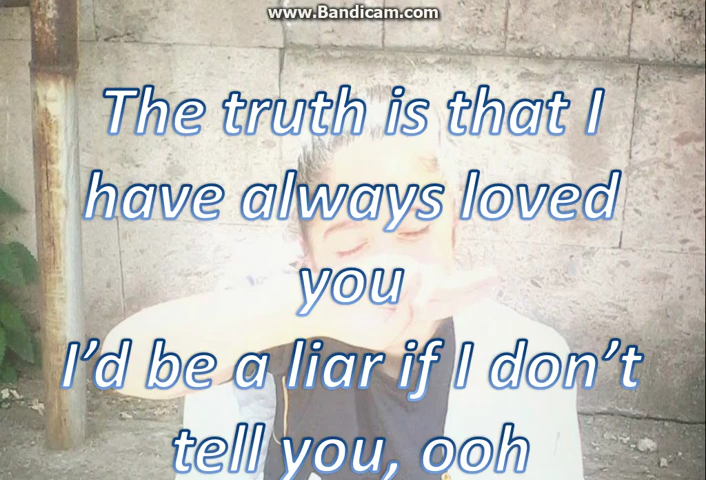 www.Bandicam.com
The truth is that I
have always loved
you
I’d be a liar if I don’t
tell you, ooh